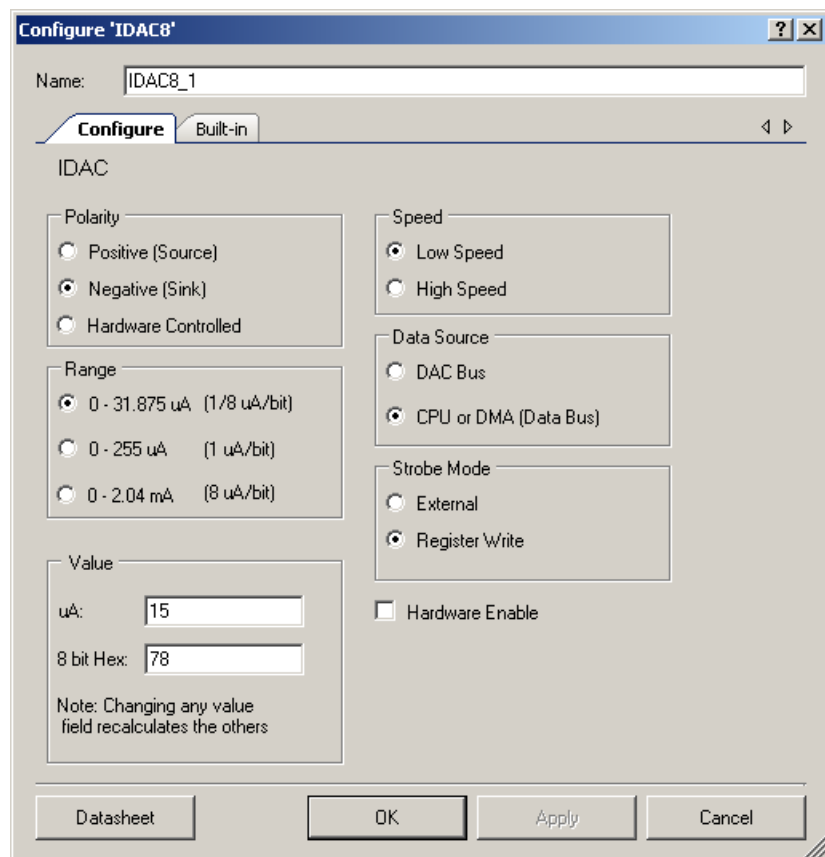 Configure 'IDAC8'
Name: IDAC8_1
Configure Built-in
IDAC
Polarity
Positive (Source)
Negative (Sink)
Hardware Controlled
Range
0 - 31.875 uA (1/8 uA/bit)
0 - 255 uA (1 uA/bit)
0 - 2.04 mA (8 uA/bit)
Value
uA: 15
8 bit Hex: 78
Note: Changing any value
field recalculates the others
Speed
Low Speed
High Speed
Data Source
DAC Bus
CPU or DMA (Data Bus)
Strobe Mode
External
Register Write
Hardware Enable
Datasheet OK Apply Cancel